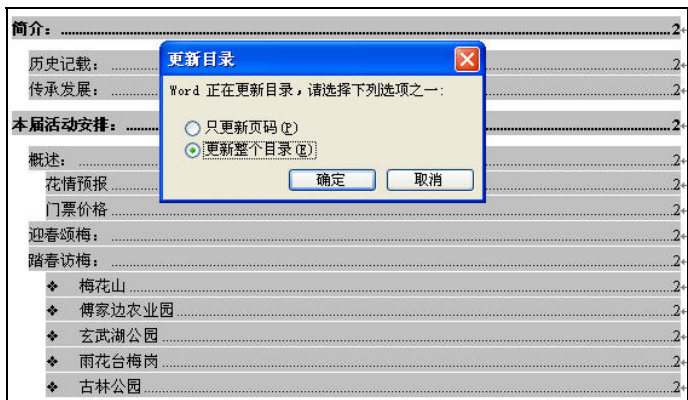 简介：......2
历史记载：......2
传承发展：......2
本届活动安排：......2
概述：......2
花情预报......2
门票价格......2
迎春颂梅：......2
踏春访梅：......2
❖ 梅花山......2
❖ 傅家边农业园......2
❖ 玄武湖公园......2
❖ 雨花台梅岗......2
❖ 古林公园......2
更新目录
Word 正在更新目录，请选择下列选项之一：
只更新页码(P)
更新整个目录(E)
确定 取消